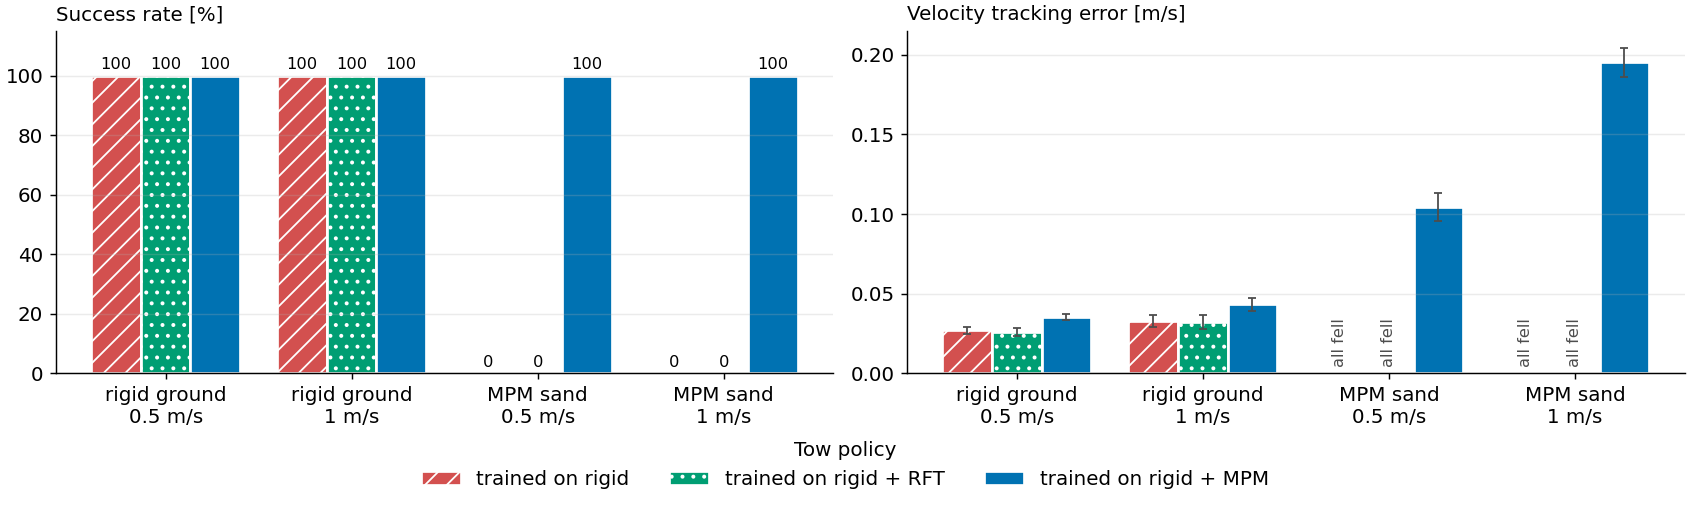 Success rate [%]
100
80
60
40
20
0
100 100 100
100 100 100
0 0 100
0 0 100
rigid ground
0.5 m/s
rigid ground
1 m/s
MPM sand
0.5 m/s
MPM sand
1 m/s
Velocity tracking error [m/s]
0.20
0.15
0.10
0.05
0.00
all fell
all fell
all fell
all fell
rigid ground
0.5 m/s
rigid ground
1 m/s
MPM sand
0.5 m/s
MPM sand
1 m/s
Tow policy
trained on rigid
trained on rigid + RFT
trained on rigid + MPM